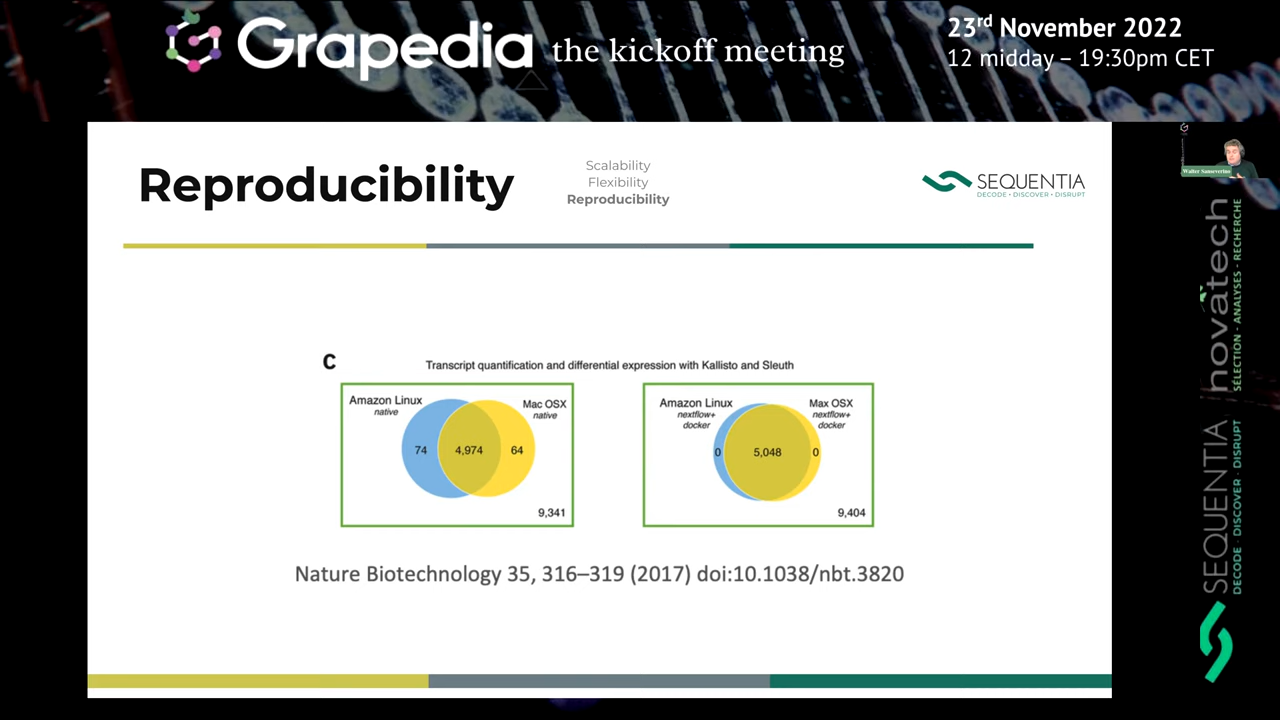 Grapedia the kickoff meeting
23rd November 2022
12 midday – 19:30pm CET
Reproducibility
Scalability
Flexibility
Reproducibility
SEQUENTIA
DECODE • DISCOVER • DISRUPT
C
Transcript quantification and differential expression with Kallisto and Sleuth
Amazon Linux
native
Mac OSX
native
74
4,974
64
9,341
Amazon Linux
nextflow+
docker
Max OSX
nextflow+
docker
0
5,048
0
9,404
Nature Biotechnology 35, 316–319 (2017) doi:10.1038/nbt.3820
Walter Sanseverino
novatech
SÉLECTION - ANALYSES - RECHERCHE
SEQUENTIA
DECODE · DISCOVER · DISRUPT